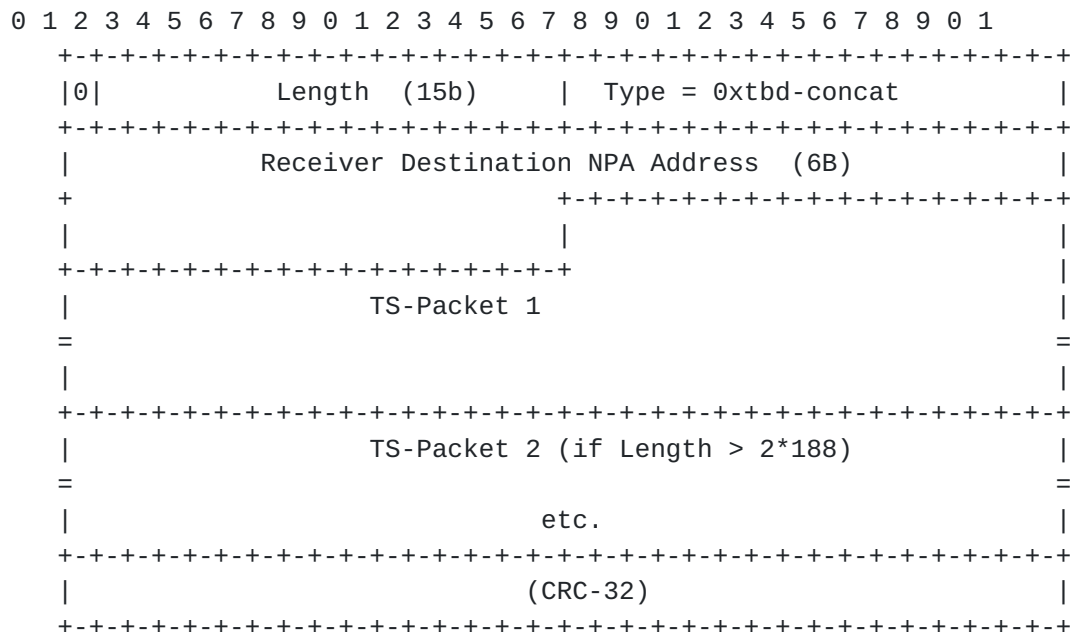 0 1 2 3 4 5 6 7 8 9 0 1 2 3 4 5 6 7 8 9 0 1 2 3 4 5 6 7 8 9 0 1
+-+-+-+-+-+-+-+-+-+-+-+-+-+-+-+-+-+-+-+-+-+-+-+-+-+-+-+-+-+-+-+-+
|0|            Length  (15b)     |  Type = 0xtbd-concat          |
+-+-+-+-+-+-+-+-+-+-+-+-+-+-+-+-+-+-+-+-+-+-+-+-+-+-+-+-+-+-+-+-+
|            Receiver Destination NPA Address  (6B)             |
+                               +-+-+-+-+-+-+-+-+-+-+-+-+-+-+-+-+
|                               |                               |
+-+-+-+-+-+-+-+-+-+-+-+-+-+-+-+-+                               |
|                   TS-Packet 1                                 |
=                                                               =
|                                                               |
+-+-+-+-+-+-+-+-+-+-+-+-+-+-+-+-+-+-+-+-+-+-+-+-+-+-+-+-+-+-+-+-+
|                   TS-Packet 2 (if Length > 2*188)             |
=                                                               =
|                              etc.                             |
+-+-+-+-+-+-+-+-+-+-+-+-+-+-+-+-+-+-+-+-+-+-+-+-+-+-+-+-+-+-+-+-+
|                             (CRC-32)                          |
+-+-+-+-+-+-+-+-+-+-+-+-+-+-+-+-+-+-+-+-+-+-+-+-+-+-+-+-+-+-+-+-+